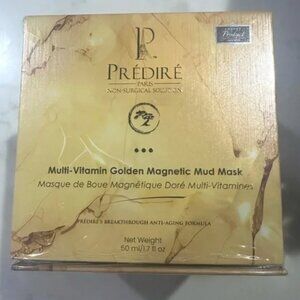 PRÉDIRÉ
PARIS
NON-SURGICAL SOLUTION
Multi-Vitamin Golden Magnetic Mud Mask
Masque de Boue Magnétique Doré Multi-Vitamines
PRÉDIRÉ'S BREAKTHROUGH ANTI-AGING FORMULA
Net Weight
50 ml/1.7 fl oz